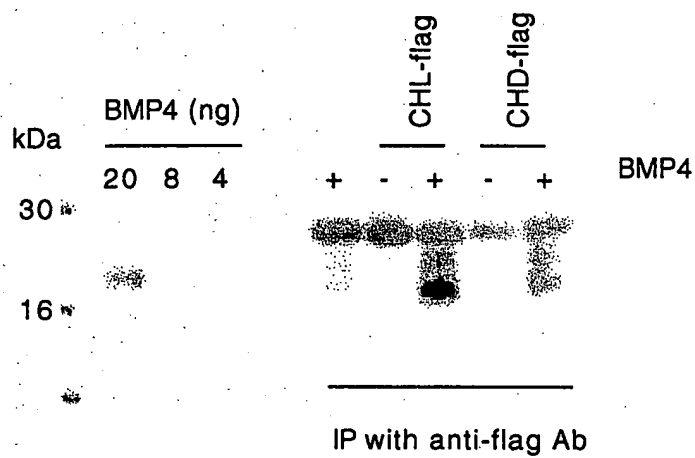 CHL-flag
CHD-flag
BMP4 (ng)
kDa
20 8 4
+ - + - +
BMP4
30
16
IP with anti-flag Ab